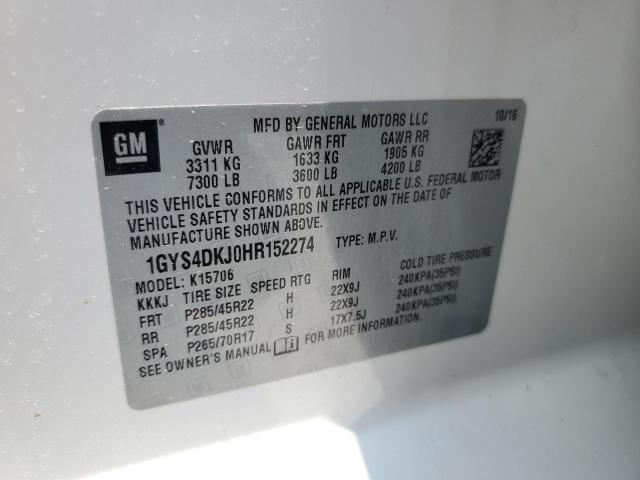 GM ®
MFD BY GENERAL MOTORS LLC 10/16
GVWR GAWR FRT GAWR RR
3311 KG 1633 KG 1905 KG
7300 LB 3600 LB 4200 LB
THIS VEHICLE CONFORMS TO ALL APPLICABLE U.S. FEDERAL MOTOR
VEHICLE SAFETY STANDARDS IN EFFECT ON THE DATE OF
MANUFACTURE SHOWN ABOVE.
1GYS4DKJ0HR152274 TYPE: M.P.V.
MODEL: K15706
KKKJ TIRE SIZE SPEED RTG RIM COLD TIRE PRESSURE
FRT P285/45R22 H 22X9J 240KPA(35PSI)
RR P285/45R22 H 22X9J 240KPA(35PSI)
SPA P265/70R17 S 17X7.5J 240KPA(35PSI)
SEE OWNER'S MANUAL i FOR MORE INFORMATION.